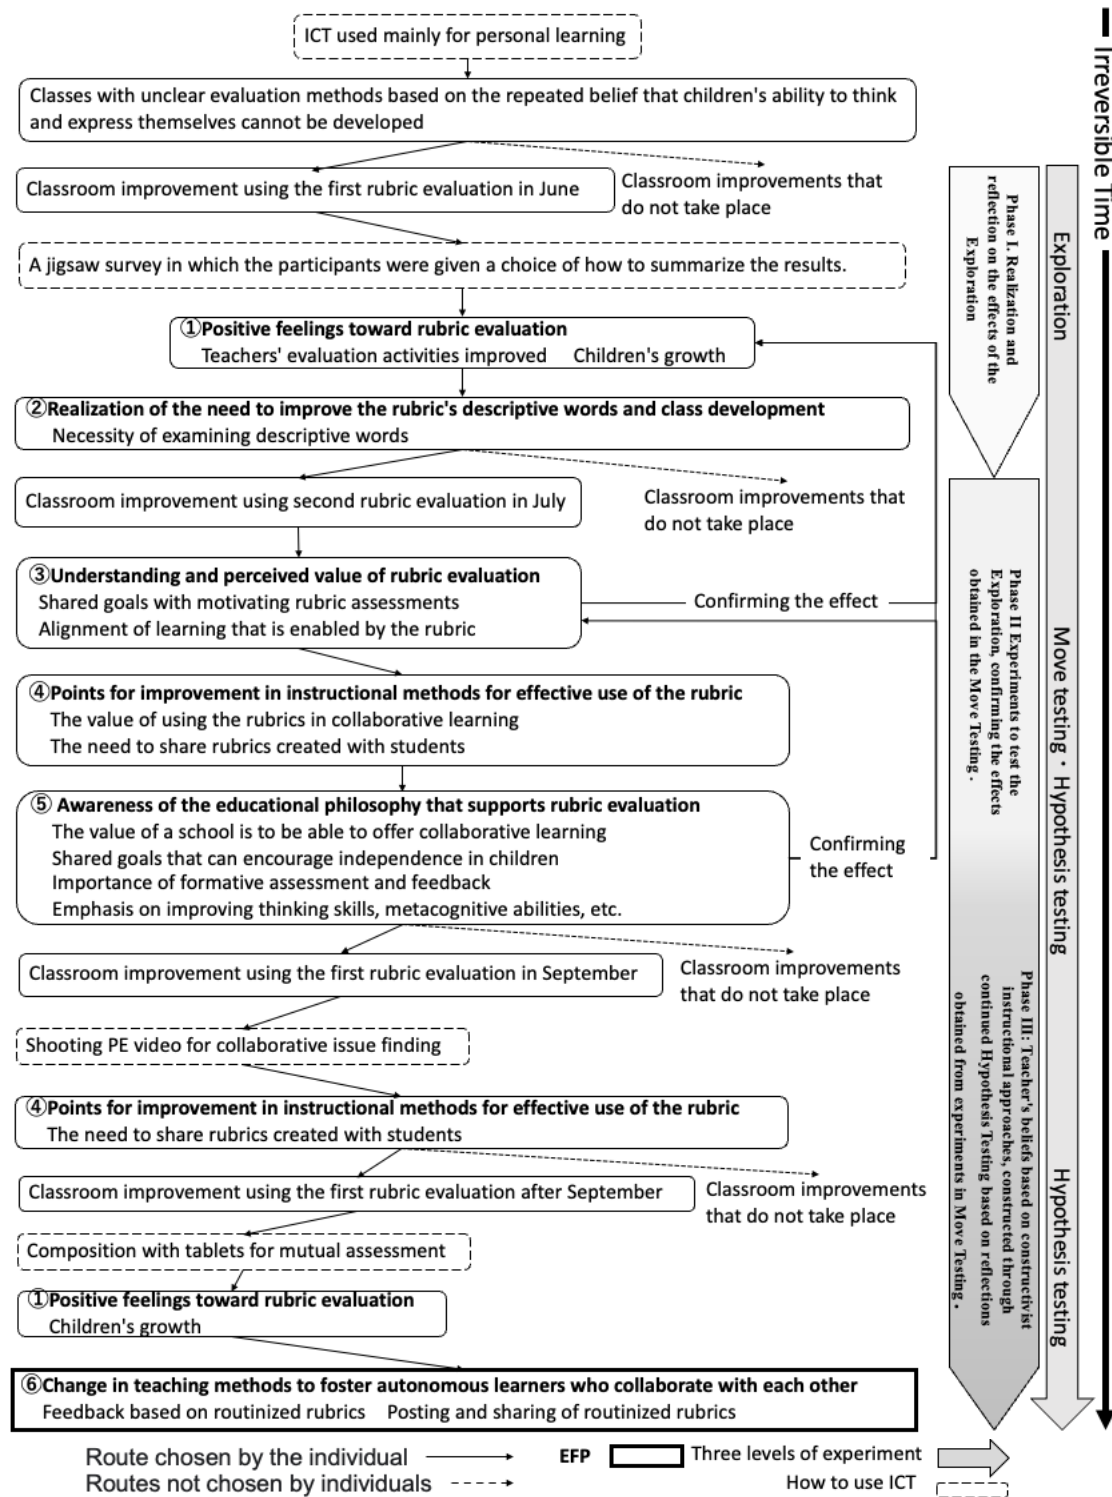 ICT used mainly for personal learning
Classes with unclear evaluation methods based on the repeated belief that children's ability to think
and express themselves cannot be developed
Classroom improvement using the first rubric evaluation in June
Classroom improvements that
do not take place
A jigsaw survey in which the participants were given a choice of how to summarize the results.
①Positive feelings toward rubric evaluation
Teachers' evaluation activities improved Children's growth
②Realization of the need to improve the rubric's descriptive words and class development
Necessity of examining descriptive words
Classroom improvement using second rubric evaluation in July
Classroom improvements that
do not take place
③Understanding and perceived value of rubric evaluation
Shared goals with motivating rubric assessments
Alignment of learning that is enabled by the rubric
Confirming the effect
④Points for improvement in instructional methods for effective use of the rubric
The value of using the rubrics in collaborative learning
The need to share rubrics created with students
⑤ Awareness of the educational philosophy that supports rubric evaluation
The value of a school is to be able to offer collaborative learning
Shared goals that can encourage independence in children
Importance of formative assessment and feedback
Emphasis on improving thinking skills, metacognitive abilities, etc.
Confirming
the effect
Classroom improvement using the first rubric evaluation in September
Classroom improvements
that do not take place
Shooting PE video for collaborative issue finding
④Points for improvement in instructional methods for effective use of the rubric
The need to share rubrics created with students
Classroom improvement using the first rubric evaluation after September
Classroom improvements
that do not take place
Composition with tablets for mutual assessment
①Positive feelings toward rubric evaluation
Children's growth
⑥Change in teaching methods to foster autonomous learners who collaborate with each other
Feedback based on routinized rubrics Posting and sharing of routinized rubrics
Phase I. Realization and
reflection on the effects of the
Exploration
Phase II Experiments to test the
Exploration, confirming the effects
obtained in the Move Testing .
Phase III: Teacher's beliefs based on constructivist
instructional approaches, constructed through
continued Hypothesis Testing based on reflections
obtained from experiments in Move Testing .
Exploration
Move testing・Hypothesis testing
Hypothesis testing
Irreversible Time
Route chosen by the individual
Routes not chosen by individuals
EFP
Three levels of experiment
How to use ICT